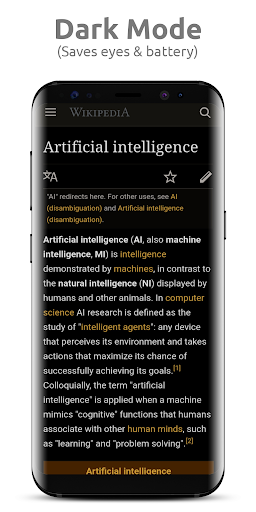 Dark Mode
(Saves eyes & battery)
WIKIPEDIA
Artificial intelligence
"AI" redirects here. For other uses, see AI
(disambiguation) and Artificial intelligence
(disambiguation).
Artificial intelligence (AI, also machine
intelligence, MI) is intelligence
demonstrated by machines, in contrast to
the natural intelligence (NI) displayed by
humans and other animals. In computer
science AI research is defined as the
study of "intelligent agents": any device
that perceives its environment and takes
actions that maximize its chance of
successfully achieving its goals.[1]
Colloquially, the term "artificial
intelligence" is applied when a machine
mimics "cognitive" functions that humans
associate with other human minds, such
as "learning" and "problem solving".[2]
Artificial intelligence